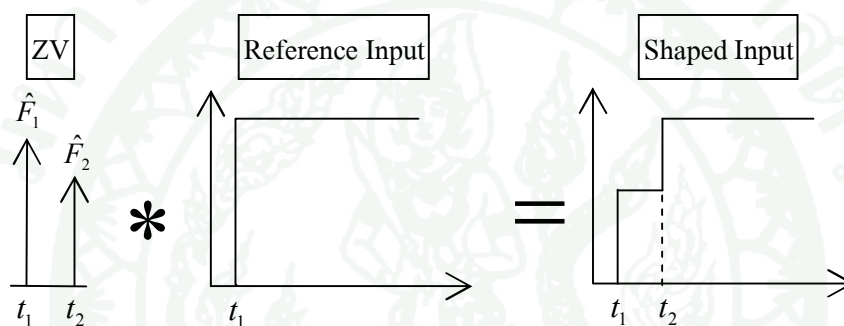 ZV
Reference Input
Shaped Input
F̂₁
F̂₂
*
=
t₁ t₂
t₁
t₁ t₂